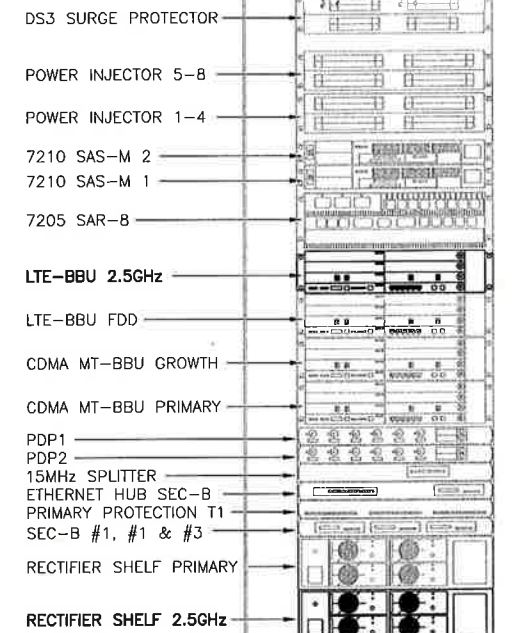 DS3 SURGE PROTECTOR
POWER INJECTOR 5-8
POWER INJECTOR 1-4
7210 SAS-M 2
7210 SAS-M 1
7205 SAR-8
LTE-BBU 2.5GHz
LTE-BBU FDD
CDMA MT-BBU GROWTH
CDMA MT-BBU PRIMARY
PDP1
PDP2
15MHz SPLITTER
ETHERNET HUB SEC-B
PRIMARY PROTECTION T1
SEC-B #1, #1 & #3
RECTIFIER SHELF PRIMARY
RECTIFIER SHELF 2.5GHz